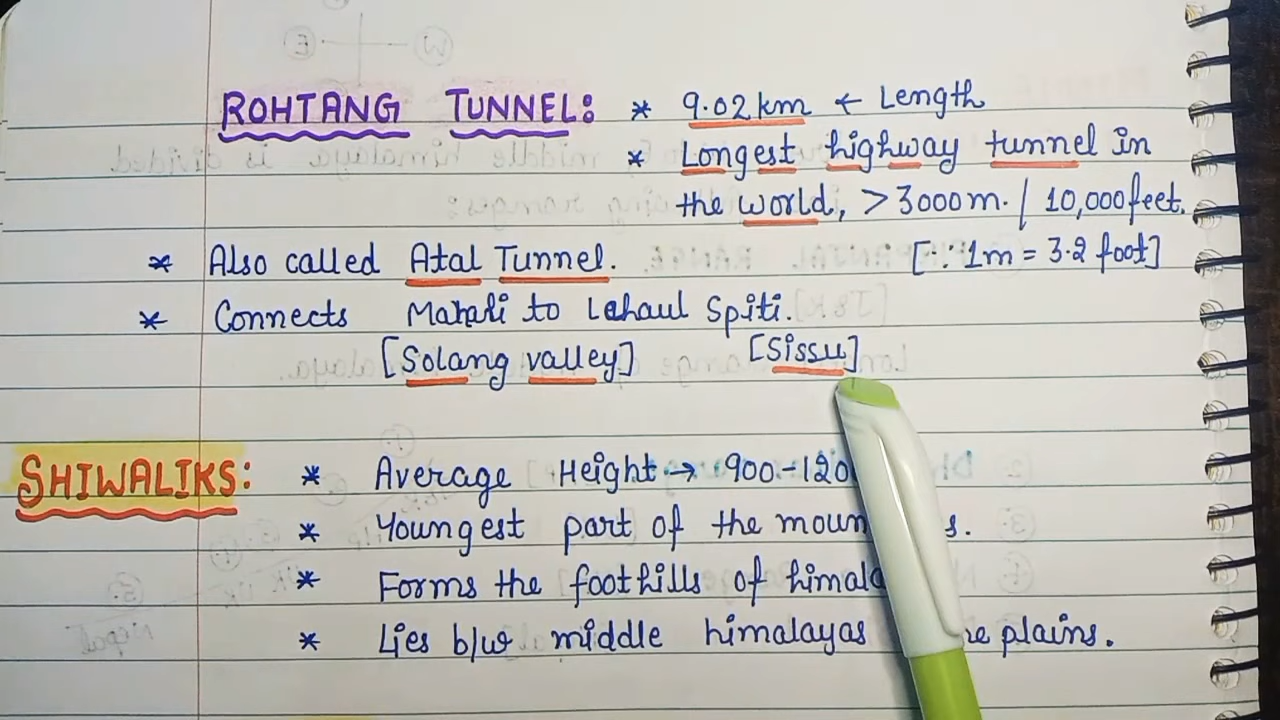 ROHTANG TUNNEL: * 9.02 km ← Length
* Longest highway tunnel in
the world, > 3000m. / 10,000 feet.
* Also called Atal Tunnel. [∵ 1m = 3.2 foot]
* Connects Manali to Lahaul Spiti.
[Solang valley] [Sissu]
SHIWALIKS: * Average Height → 900-120
* Youngest part of the moun s.
* Forms the foothills of himala
* Lies b/w middle himalayas plains.